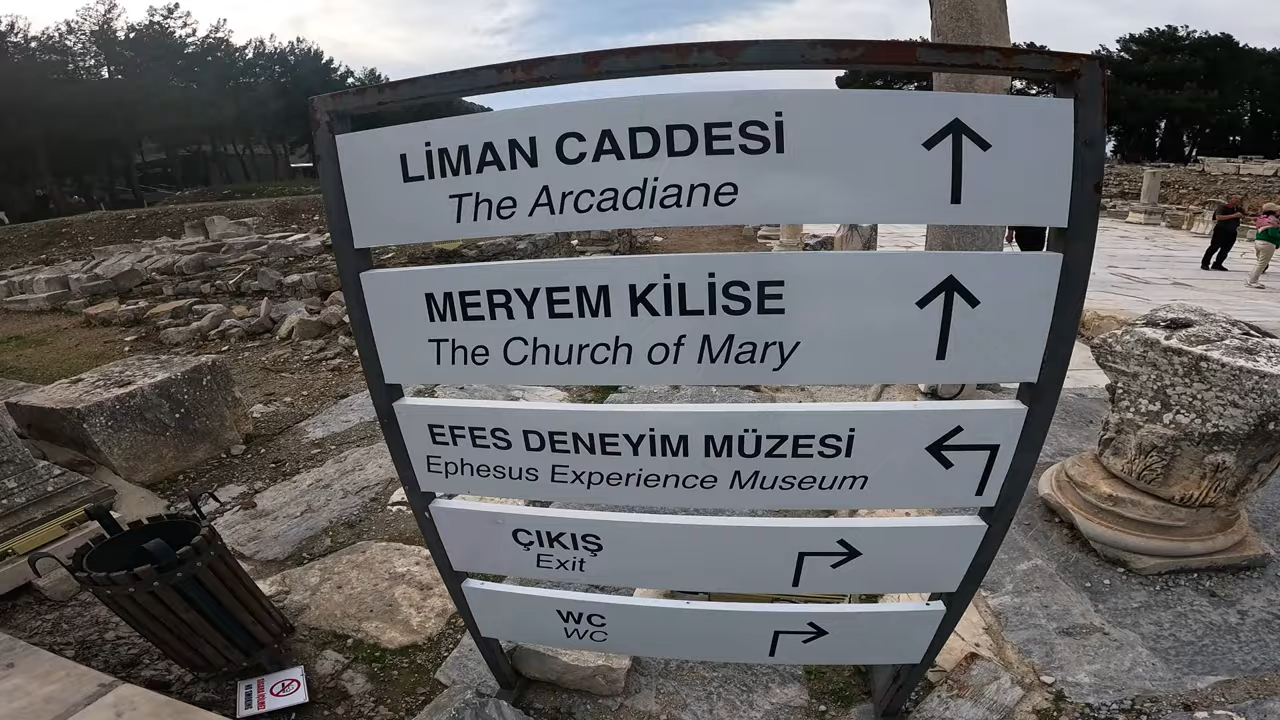 LİMAN CADDESİ
The Arcadiane
MERYEM KİLİSE
The Church of Mary
EFES DENEYİM MÜZESİ
Ephesus Experience Museum
ÇIKIŞ
Exit
WC
WC